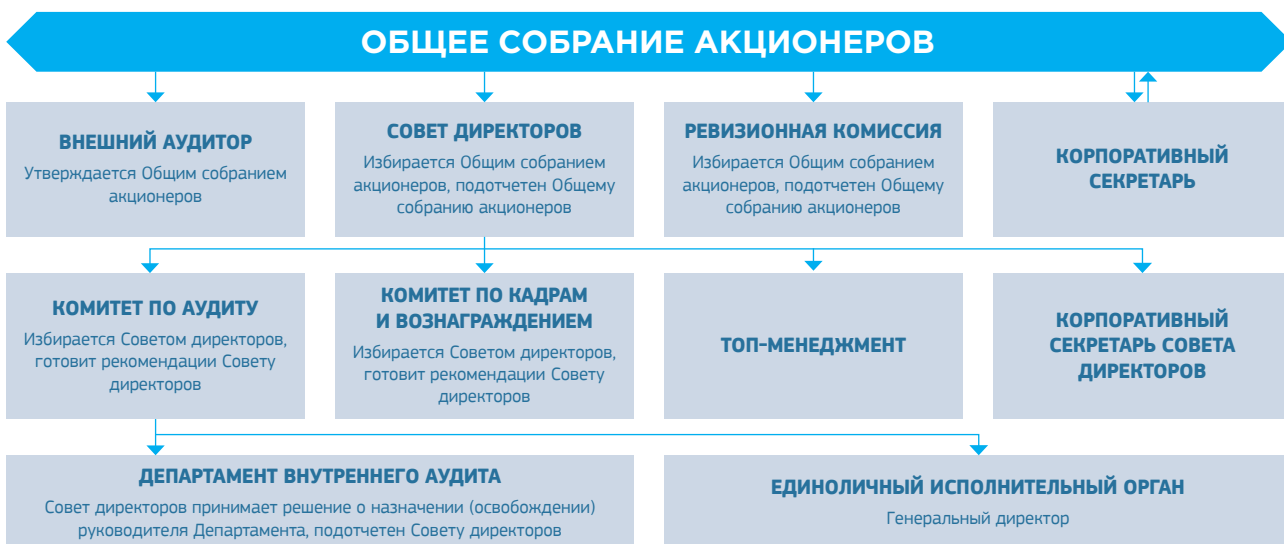 ОБЩЕЕ СОБРАНИЕ АКЦИОНЕРОВ
ВНЕШНИЙ АУДИТОР
Утверждается Общим собранием
акционеров
СОВЕТ ДИРЕКТОРОВ
Избирается Общим собранием
акционеров, подотчетен Общему
собранию акционеров
РЕВИЗИОННАЯ КОМИССИЯ
Избирается Общим собранием
акционеров, подотчетен Общему
собранию акционеров
КОРПОРАТИВНЫЙ
СЕКРЕТАРЬ
КОМИТЕТ ПО АУДИТУ
Избирается Советом директоров,
готовит рекомендации Совету
директоров
КОМИТЕТ ПО КАДРАМ
И ВОЗНАГРАЖДЕНИЕМ
Избирается Советом директоров,
готовит рекомендации Совету
директоров
ТОП-МЕНЕДЖМЕНТ
КОРПОРАТИВНЫЙ
СЕКРЕТАРЬ СОВЕТА
ДИРЕКТОРОВ
ДЕПАРТАМЕНТ ВНУТРЕННЕГО АУДИТА
Совет директоров принимает решение о назначении (освобождении)
руководителя Департамента, подотчетен Совету директоров
ЕДИНОЛИЧНЫЙ ИСПОЛНИТЕЛЬНЫЙ ОРГАН
Генеральный директор